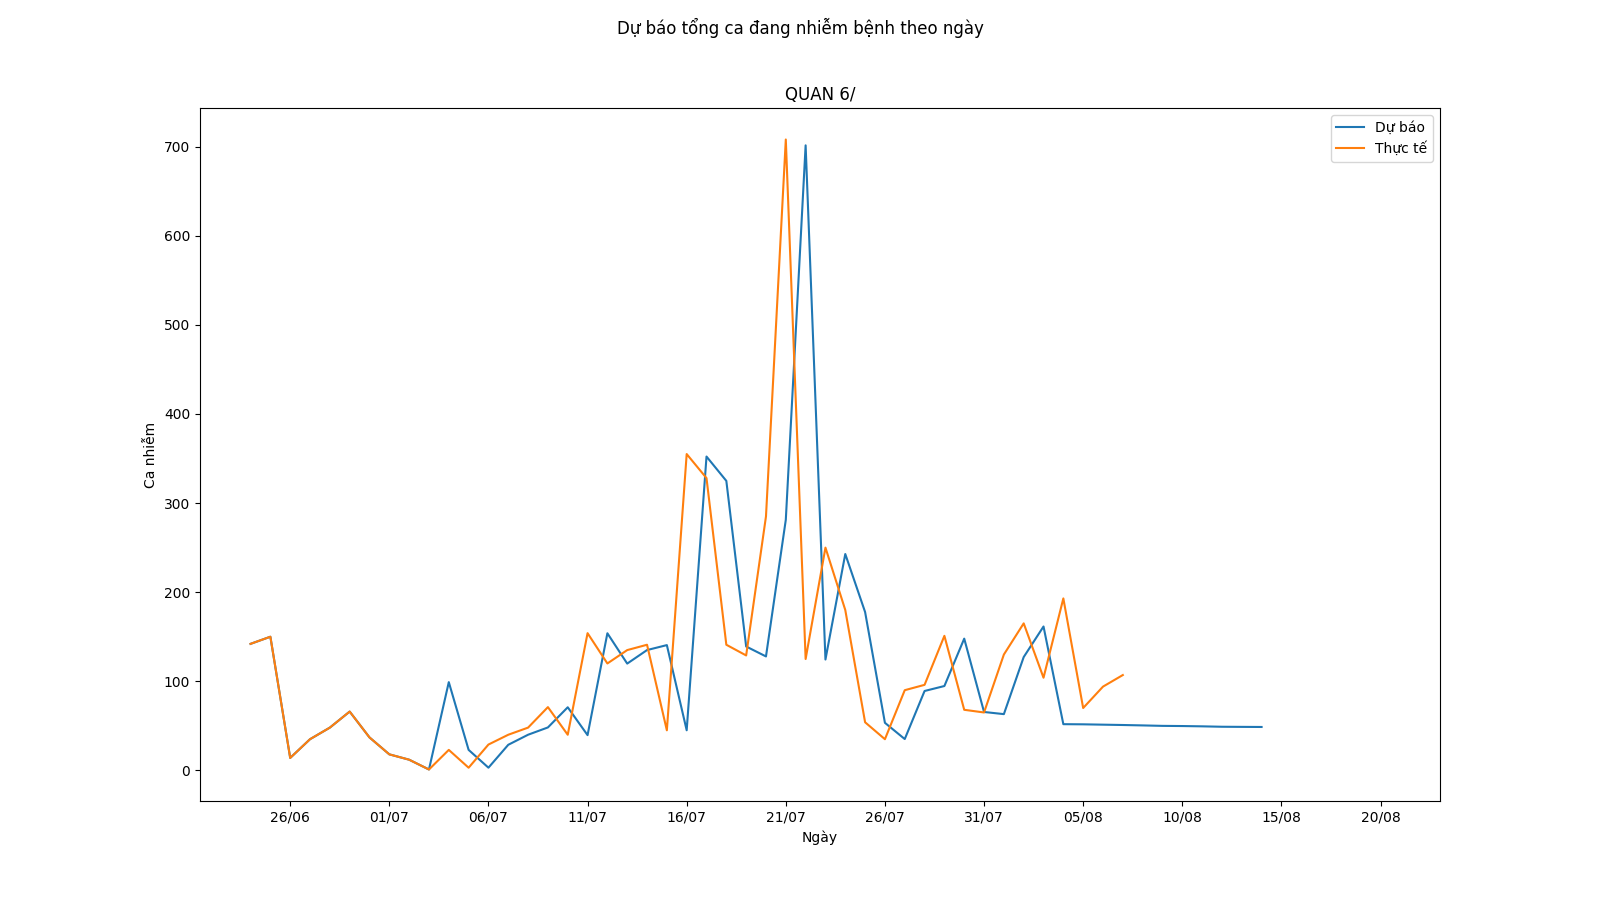 Dự báo tổng ca đang nhiễm bệnh theo ngày
QUAN 6/
Dự báo
Thực tế
700
600
500
400
300
200
100
0
Ca nhiễm
26/06 01/07 06/07 11/07 16/07 21/07 26/07 31/07 05/08 10/08 15/08 20/08
Ngày